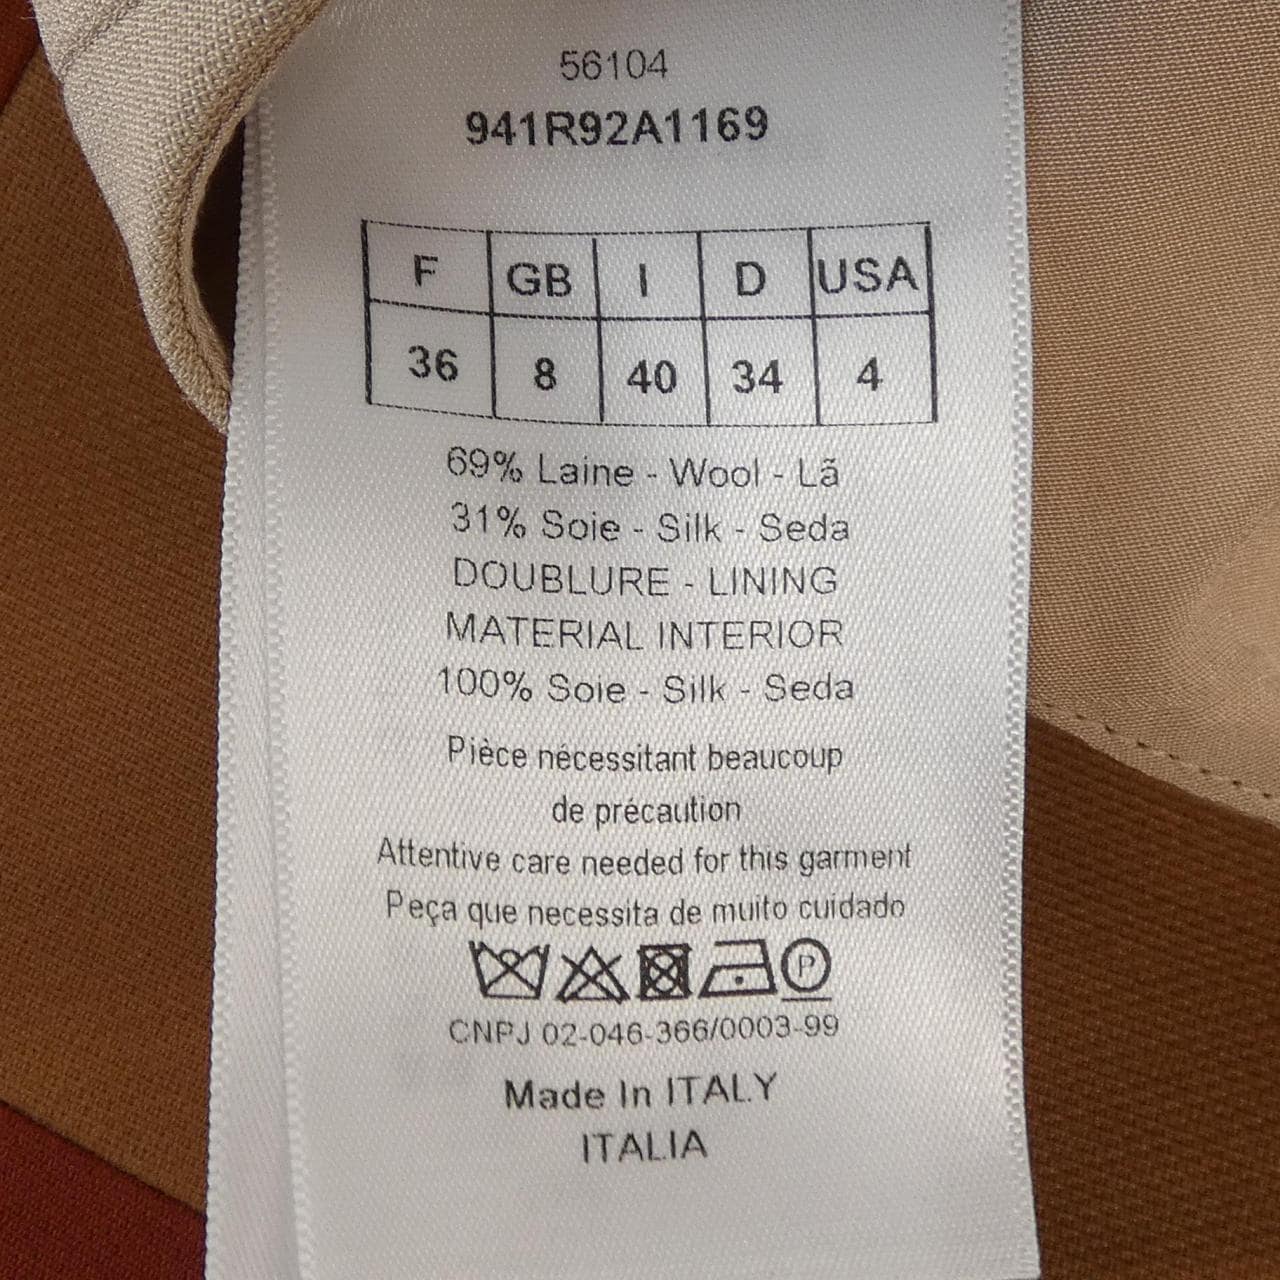 56104
941R92A1169
F GB I D USA
36 8 40 34 4
69% Laine - Wool - Lã
31% Soie - Silk - Seda
DOUBLURE - LINING
MATERIAL INTERIOR
100% Soie - Silk - Seda
Pièce nécessitant beaucoup
de précaution
Attentive care needed for this garment
Peça que necessita de muito cuidado
P
CNPJ 02-046-366/0003-99
Made In ITALY
ITALIA